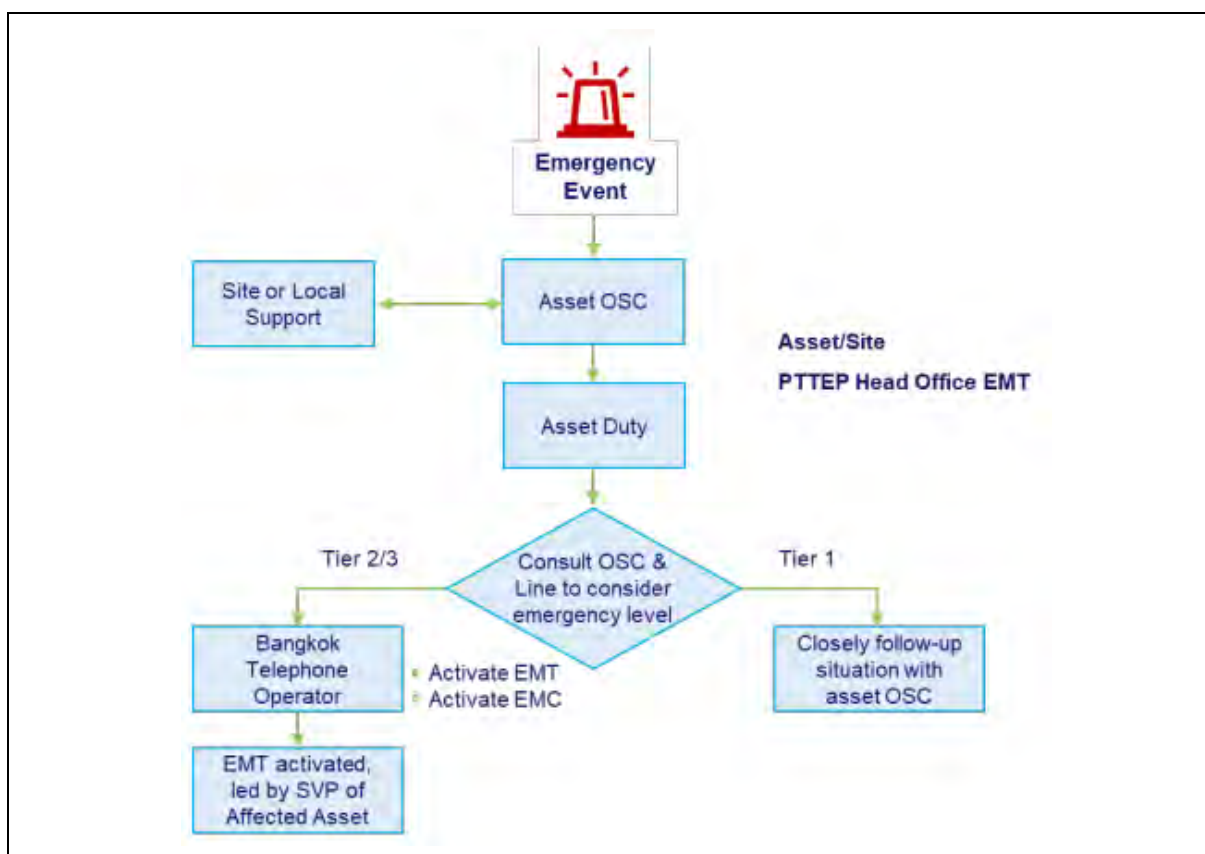 Emergency
Event
Site or Local
Support
Asset OSC
Asset/Site
PTTEP Head Office EMT
Asset Duty
Tier 2/3
Consult OSC &
Line to consider
emergency level
Tier 1
Bangkok
Telephone
Operator
Activate EMT
Activate EMC
Closely follow-up
situation with
asset OSC
EMT activated,
led by SVP of
Affected Asset